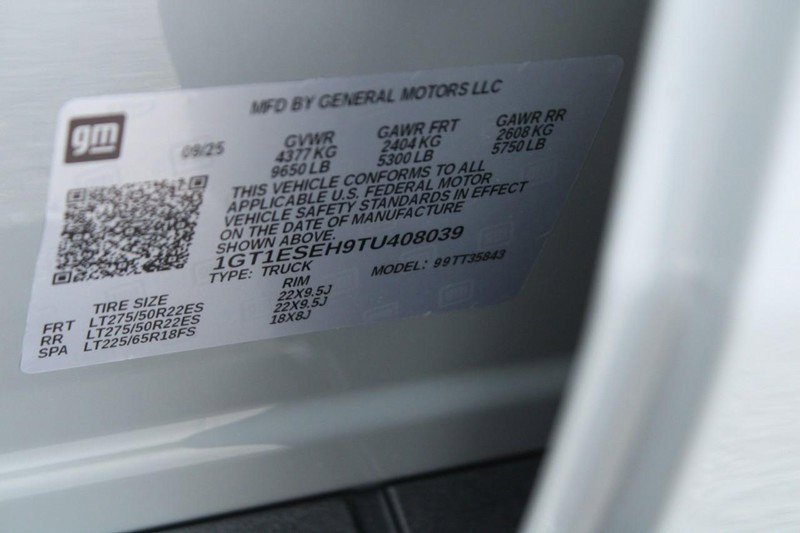 MFD BY GENERAL MOTORS LLC
gm
09/25 GVWR GAWR FRT GAWR RR
4377 KG 2404 KG 2608 KG
9650 LB 5300 LB 5750 LB
THIS VEHICLE CONFORMS TO ALL
APPLICABLE U.S. FEDERAL MOTOR
VEHICLE SAFETY STANDARDS IN EFFECT
ON THE DATE OF MANUFACTURE
SHOWN ABOVE.
1GT1ESEH9TU408039
TYPE: TRUCK MODEL: 99TT35843
TIRE SIZE RIM
FRT LT275/50R22ES 22X9.5J
RR LT275/50R22ES 22X9.5J
SPA LT225/65R18FS 18X8J